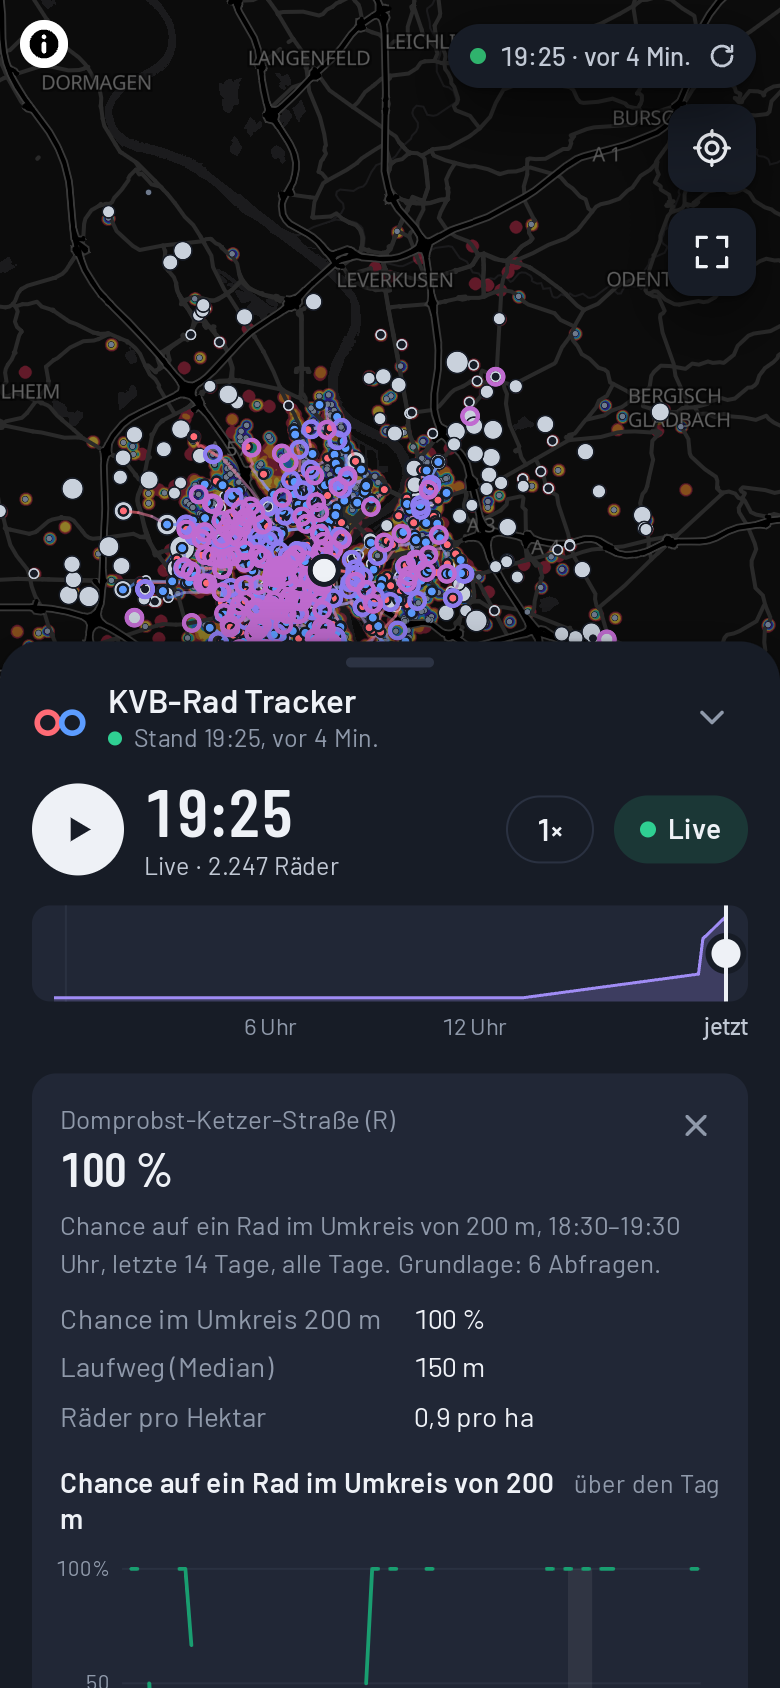 LEICHLI
LANGENFELD
DORMAGEN
19:25 · vor 4 Min.
BURSC
A 1
LEVERKUSEN
ODENT
LHEIM
BERGISCH
GLADBACH
KVB-Rad Tracker
Stand 19:25, vor 4 Min.
19:25
Live · 2.247 Räder
1×
Live
6 Uhr
12 Uhr
jetzt
Domprobst-Ketzer-Straße (R)
100 %
Chance auf ein Rad im Umkreis von 200 m, 18:30–19:30
Uhr, letzte 14 Tage, alle Tage. Grundlage: 6 Abfragen.
Chance im Umkreis 200 m 100 %
Laufweg (Median) 150 m
Räder pro Hektar 0,9 pro ha
Chance auf ein Rad im Umkreis von 200 über den Tag
m
100%
50